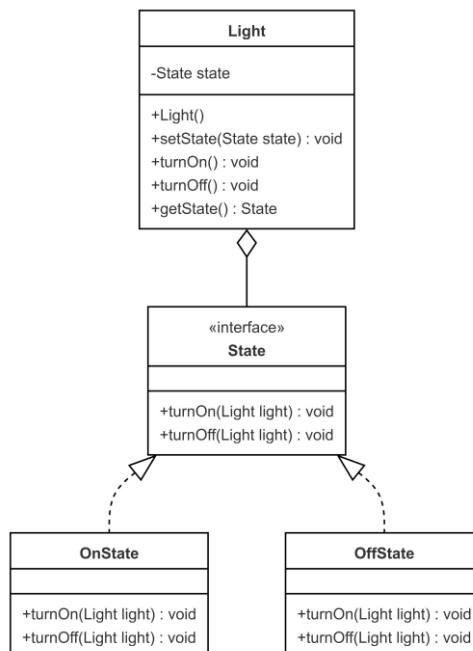 Light
-State state
+Light()
+setState(State state) : void
+turnOn() : void
+turnOff() : void
+getState() : State
«interface»
State
+turnOn(Light light) : void
+turnOff(Light light) : void
OnState
+turnOn(Light light) : void
+turnOff(Light light) : void
OffState
+turnOn(Light light) : void
+turnOff(Light light) : void